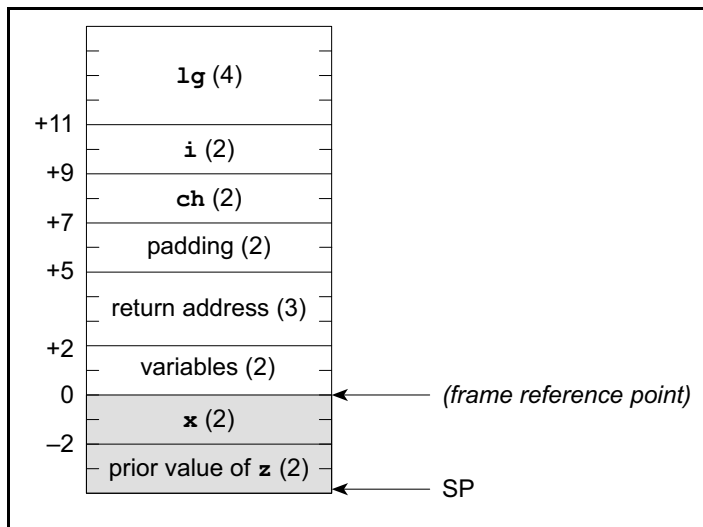 lg (4)
+11
i (2)
+9
ch (2)
+7
padding (2)
+5
return address (3)
+2
variables (2)
0
(frame reference point)
x (2)
–2
prior value of z (2)
SP